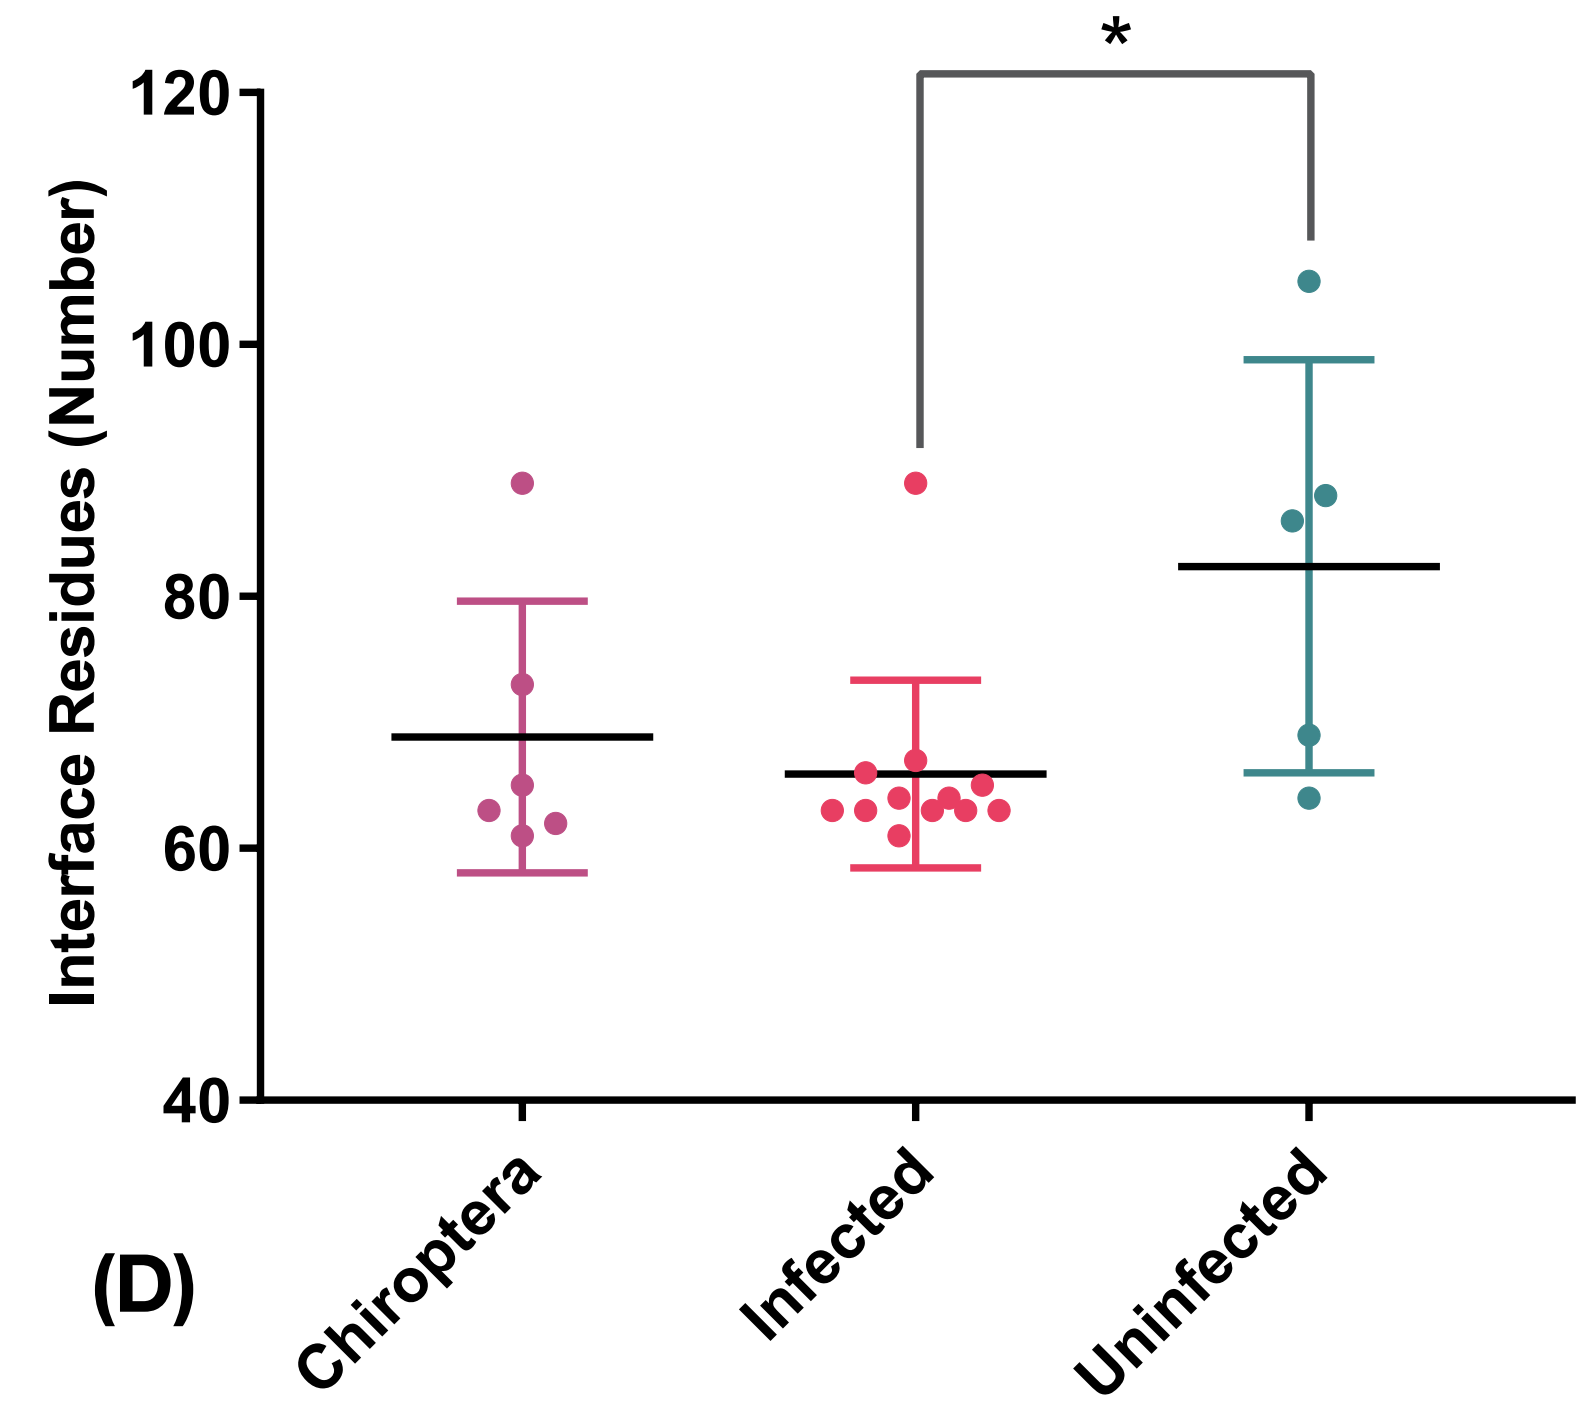 *
120
100
80
60
40
Interface Residues (Number)
Chiroptera
Infected
Uninfected
(D)